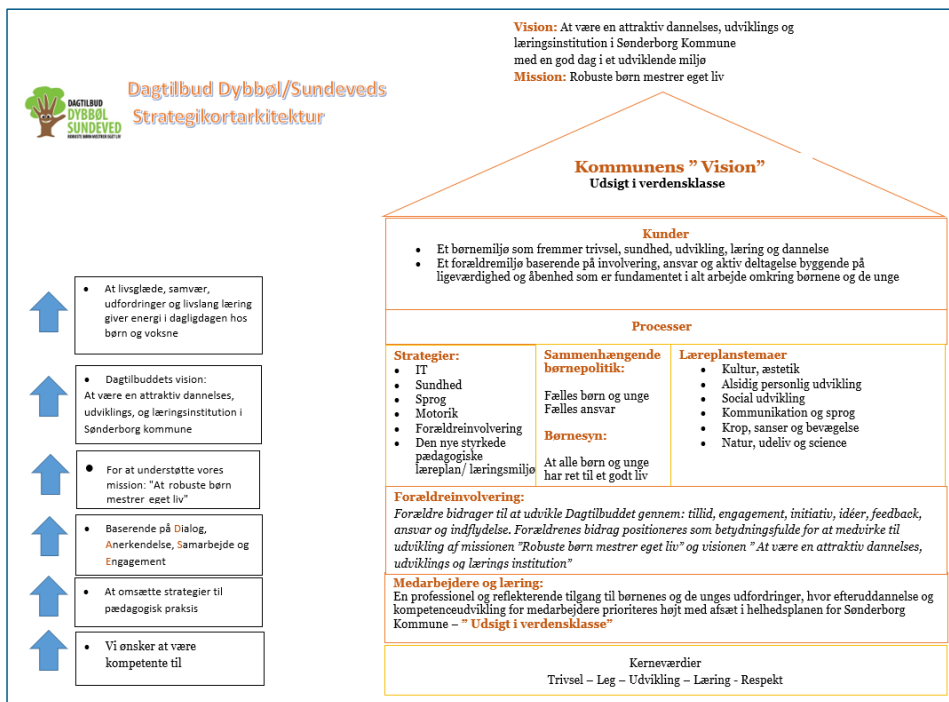 Vision: At være en attraktiv dannelses, udviklings og
læringsinstitution i Sønderborg Kommune
med en god dag i et udviklende miljø
Mission: Robuste børn mestrer eget liv
DAGTILBUD
DYBBØL
SUNDEVED
ROBUSTE BØRN MESTRER EGET LIV
Dagtilbud Dybbøl/Sundeveds
Strategikortarkitektur
Kommunens ” Vision”
Udsigt i verdensklasse
Kunder
• Et børnemiljø som fremmer trivsel, sundhed, udvikling, læring og dannelse
• Et forældremiljø baserende på involvering, ansvar og aktiv deltagelse byggende på
ligeværdighed og åbenhed som er fundamentet i alt arbejde omkring børnene og de unge
Processer
Strategier:
• IT
• Sundhed
• Sprog
• Motorik
• Forældreinvolvering
• Den nye styrkede
pædagogiske
læreplan/ læringsmiljø
Sammenhængende
børnepolitik:
Fælles børn og unge
Fælles ansvar
Børnesyn:
At alle børn og unge
har ret til et godt liv
Læreplanstemaer
• Kultur, æstetik
• Alsidig personlig udvikling
• Social udvikling
• Kommunikation og sprog
• Krop, sanser og bevægelse
• Natur, udeliv og science
Forældreinvolvering:
Forældre bidrager til at udvikle Dagtilbuddet gennem: tillid, engagement, initiativ, idéer, feedback,
ansvar og indflydelse. Forældrenes bidrag positioneres som betydningsfulde for at medvirke til
udvikling af missionen ”Robuste børn mestrer eget liv” og visionen ” At være en attraktiv dannelses,
udviklings og lærings institution”
Medarbejdere og læring:
En professionel og reflekterende tilgang til børnenes og de unges udfordringer, hvor efteruddannelse og
kompetenceudvikling for medarbejdere prioriteres højt med afsæt i helhedsplanen for Sønderborg
Kommune – ” Udsigt i verdensklasse”
Kerneværdier
Trivsel – Leg – Udvikling – Læring - Respekt
• At livsglæde, samvær,
udfordringer og livslang læring
giver energi i dagligdagen hos
børn og voksne
• Dagtilbuddets vision:
At være en attraktiv dannelses,
udviklings, og læringsinstitution i
Sønderborg kommune
• For at understøtte vores
mission: "At robuste børn
mestrer eget liv"
• Baserende på Dialog,
Anerkendelse, Samarbejde og
Engagement
• At omsætte strategier til
pædagogisk praksis
• Vi ønsker at være
kompetente til